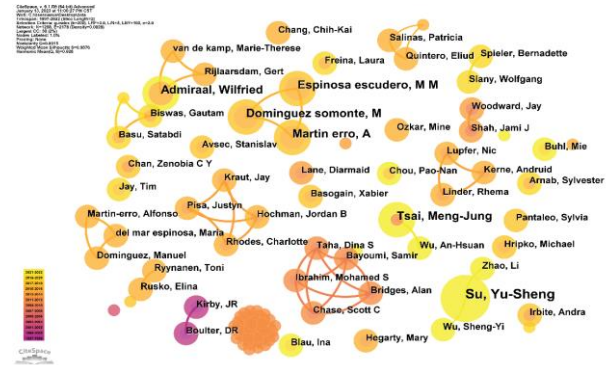 Chang, Chih-Kai
van de kamp, Marie-Therese
Salinas, Patricia
Quintero, Eliud
Freina, Laura
Spieler, Bernadette
Slany, Wolfgang
Rijlaarsdam, Gert
Admiraal, Wilfried
Espinosa escudero, M M
Woodward, Jay
Biswas, Gautam
Dominguez somonte, M
Shah, Jami J
Basu, Satabdi
Martin erro, A
Ozkar, Mine
Avsec, Stanislav
Lupfer, Nic
Buhl, Mie
Chan, Zenobia C Y
Kraut, Jay
Lane, Diarmaid
Chou, Pao-Nan
Kerne, Andruid
Arnab, Sylvester
Jay, Tim
Basogain, Xabier
Linder, Rhema
Pisa, Justyn
Martin-erro, Alfonso
Hochman, Jordan B
Tsai, Meng-Jung
Pantaleo, Sylvia
del mar espinosa, Maria
Rhodes, Charlotte
Taha, Dina S
Bayoumi, Samir
Wu, An-Hsuan
Hripko, Michael
Dominguez, Manuel
Zhao, Li
Ryynanen, Toni
Ibrahim, Mohamed S
Bridges, Alan
Su, Yu-Sheng
Rusko, Elina
Kirby, JR
Chase, Scott C
Irbite, Andra
Boulter, DR
Wu, Sheng-Yi
Blau, Ina
Hegarty, Mary
CiteSpace